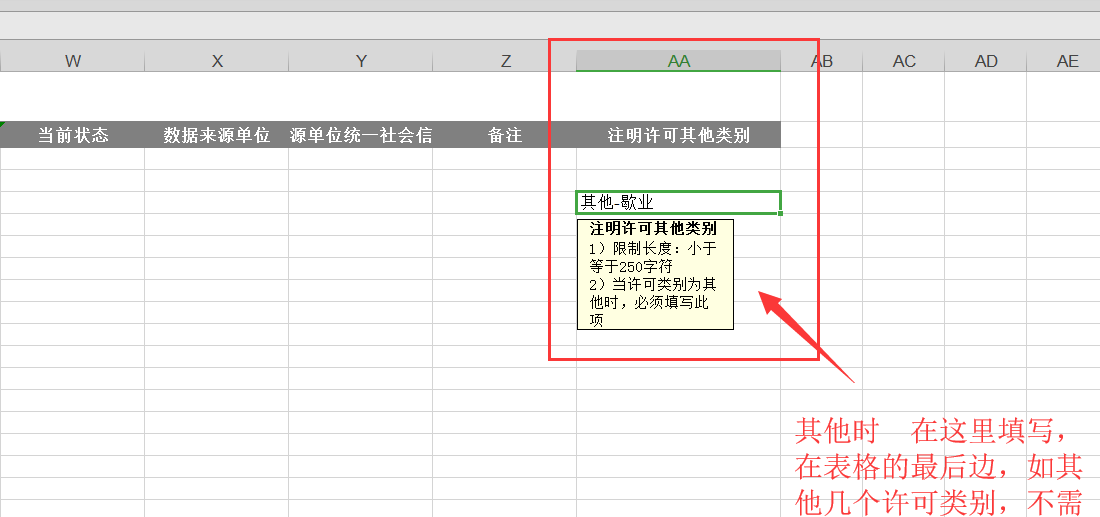 W X Y Z AA AB AC AD AE
当前状态 数据来源单位 源单位统一社会信 备注 注明许可其他类别
其他-歇业
注明许可其他类别
1）限制长度：小于
等于250字符
2）当许可类别为其
他时，必须填写此
项
其他时 在这里填写，
在表格的最后边，如其
他几个许可类别，不需